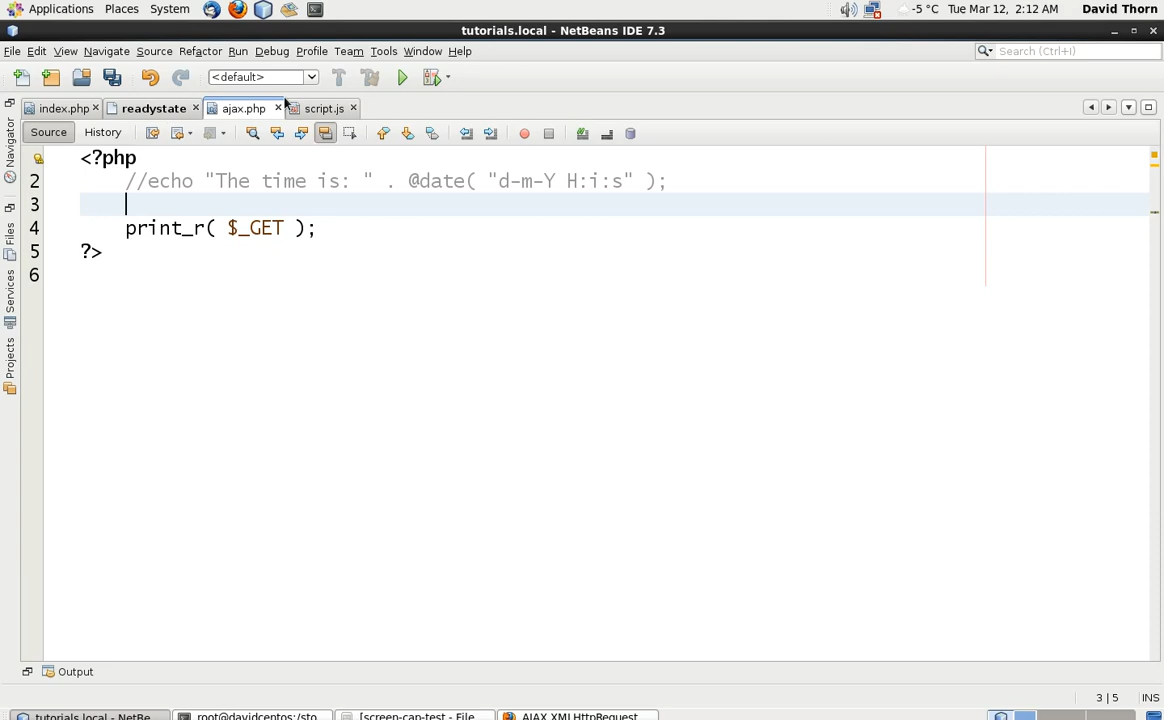 Applications Places System -5 °C Tue Mar 12, 2:12 AM David Thorn
tutorials.local - NetBeans IDE 7.3
File Edit View Navigate Source Refactor Run Debug Profile Team Tools Window Help Search (Ctrl+I)
<default>
index.php readystate ajax.php script.js
Source History
Navigator
Files
Services
Projects
<?php
2 //echo "The time is: " . @date( "d-m-Y H:i:s" );
3
4 print_r( $_GET );
5 ?>
6
Output
3 | 5 INS
tutorials.local - NetBe... root@davidcentos:/sto... [screen-cap-test - File... AJAX XMLHttpRequest...